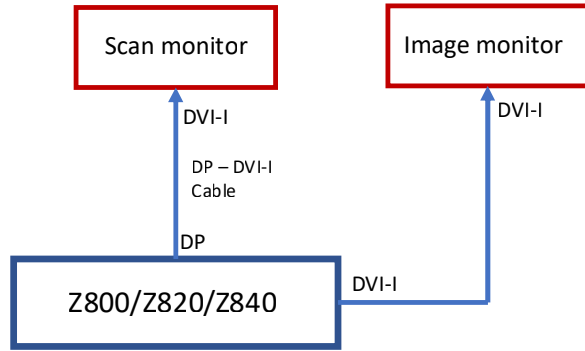 Scan monitor
Image monitor
DVI-I
DVI-I
DP – DVI-I
Cable
DP
Z800/Z820/Z840
DVI-I